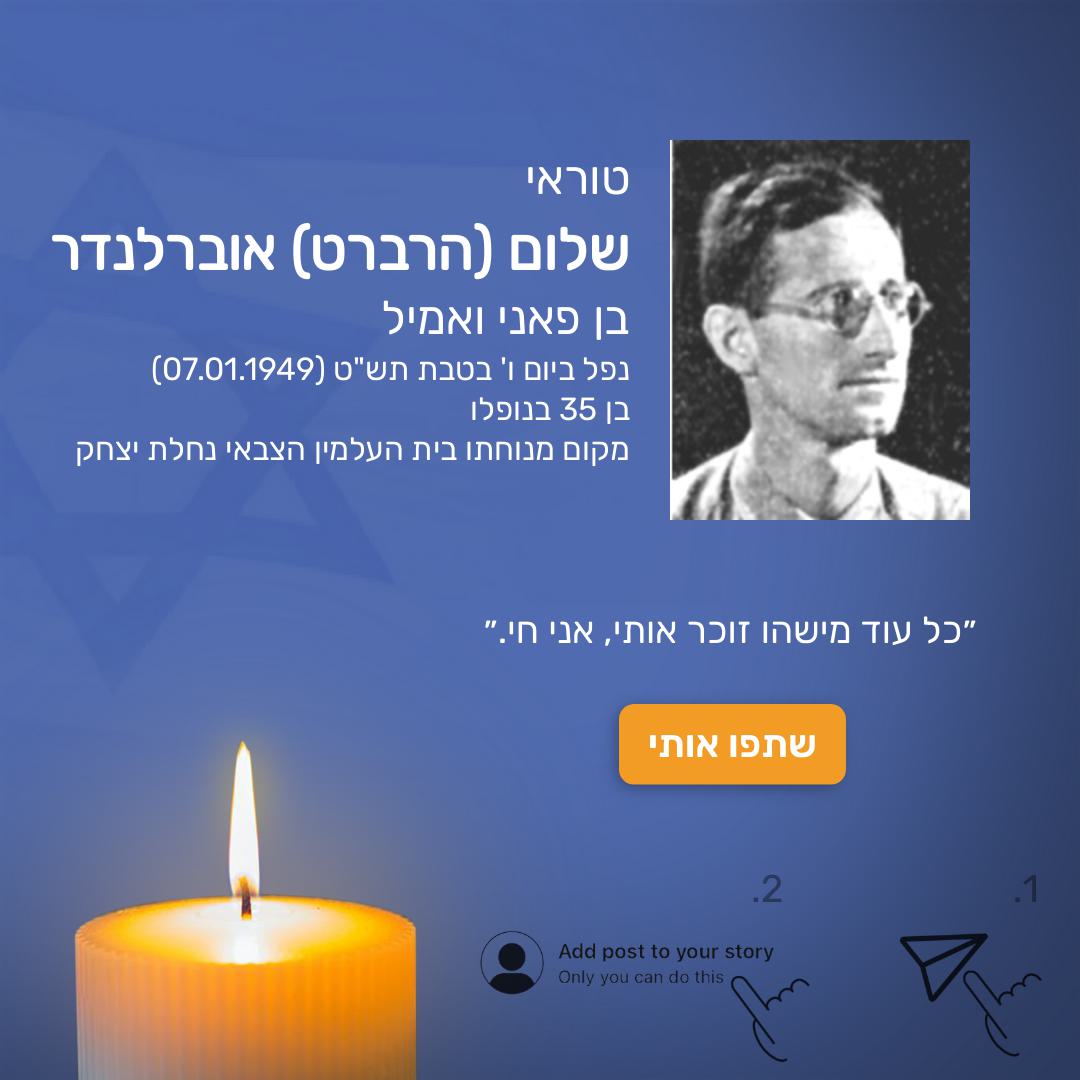 טוראי
שלום (הרברט) אוברלנדר
בן פאני ואמיל
נפל ביום ו' בטבת תש"ט (07.01.1949)
בן 35 בנופלו
מקום מנוחתו בית העלמין הצבאי נחלת יצחק
״כל עוד מישהו זוכר אותי, אני חי.״
שתפו אותי
.1
.2
Add post to your story
Only you can do this